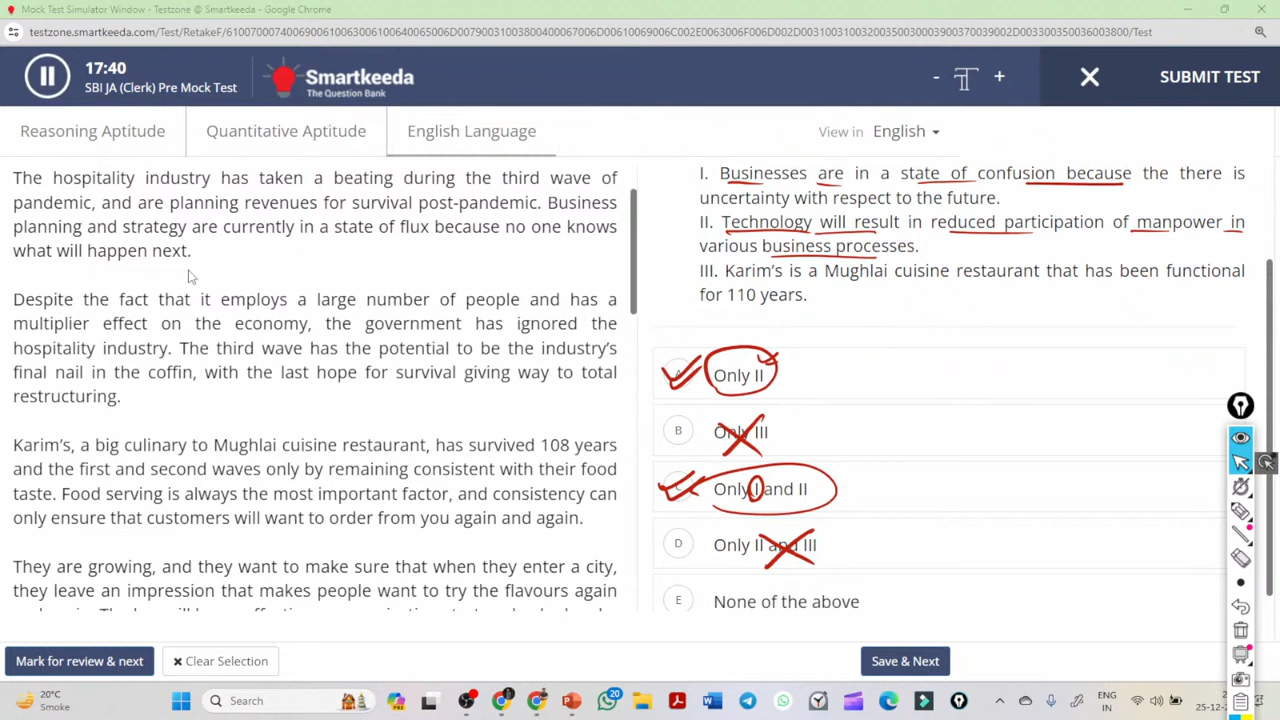 Mock Test Simulator Window - Testzone @ Smartkeeda - Google Chrome
17:40
SBI JA (Clerk) Pre Mock Test
Smartkeeda
The Question Bank
- T +
SUBMIT TEST
Reasoning Aptitude
Quantitative Aptitude
English Language
View in English
The hospitality industry has taken a beating during the third wave of
pandemic, and are planning revenues for survival post-pandemic. Business
planning and strategy are currently in a state of flux because no one knows
what will happen next.
Despite the fact that it employs a large number of people and has a
multiplier effect on the economy, the government has ignored the
hospitality industry. The third wave has the potential to be the industry's
final nail in the coffin, with the last hope for survival giving way to total
restructuring.
Karim's, a big culinary to Mughlai cuisine restaurant, has survived 108 years
and the first and second waves only by remaining consistent with their food
taste. Food serving is always the most important factor, and consistency can
only ensure that customers will want to order from you again and again.
They are growing, and they want to make sure that when they enter a city,
they leave an impression that makes people want to try the flavours again
I. Businesses are in a state of confusion because the there is
uncertainty with respect to the future.
II. Technology will result in reduced participation of manpower in
various business processes.
III. Karim's is a Mughlai cuisine restaurant that has been functional
for 110 years.
Only II
B Only III
Only I and II
D Only II and III
E None of the above
Mark for review & next
Clear Selection
Save & Next
20°C
Smoke
Search
20
ENG
IN